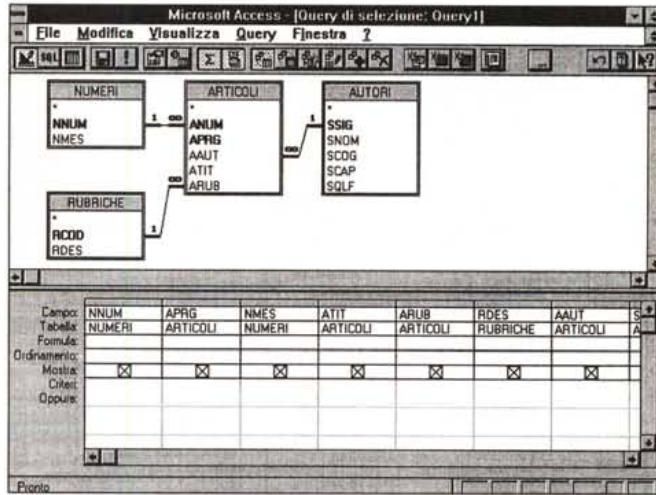 Microsoft Access - [Query di selezione: Query1]
File Modifica Visualizza Query Finestra ?
SQL
NUMERI
*
NNUM
NMES
1 ∞
ARTICOLI
*
ANUM
APRG
AAUT
ATIT
ARUB
∞ 1
AUTORI
*
SSIG
SNOM
SCOG
SCAP
SQLF
RUBRICHE
*
RCOD
RDES
1 ∞
Campo: NNUM APRG NMES ATIT ARUB RDES AAUT S
Tabella: NUMERI ARTICOLI NUMERI ARTICOLI ARTICOLI RUBRICHE ARTICOLI A
Formula:
Ordinamento:
Mostra:
Criteri:
Oppure:
Pronto